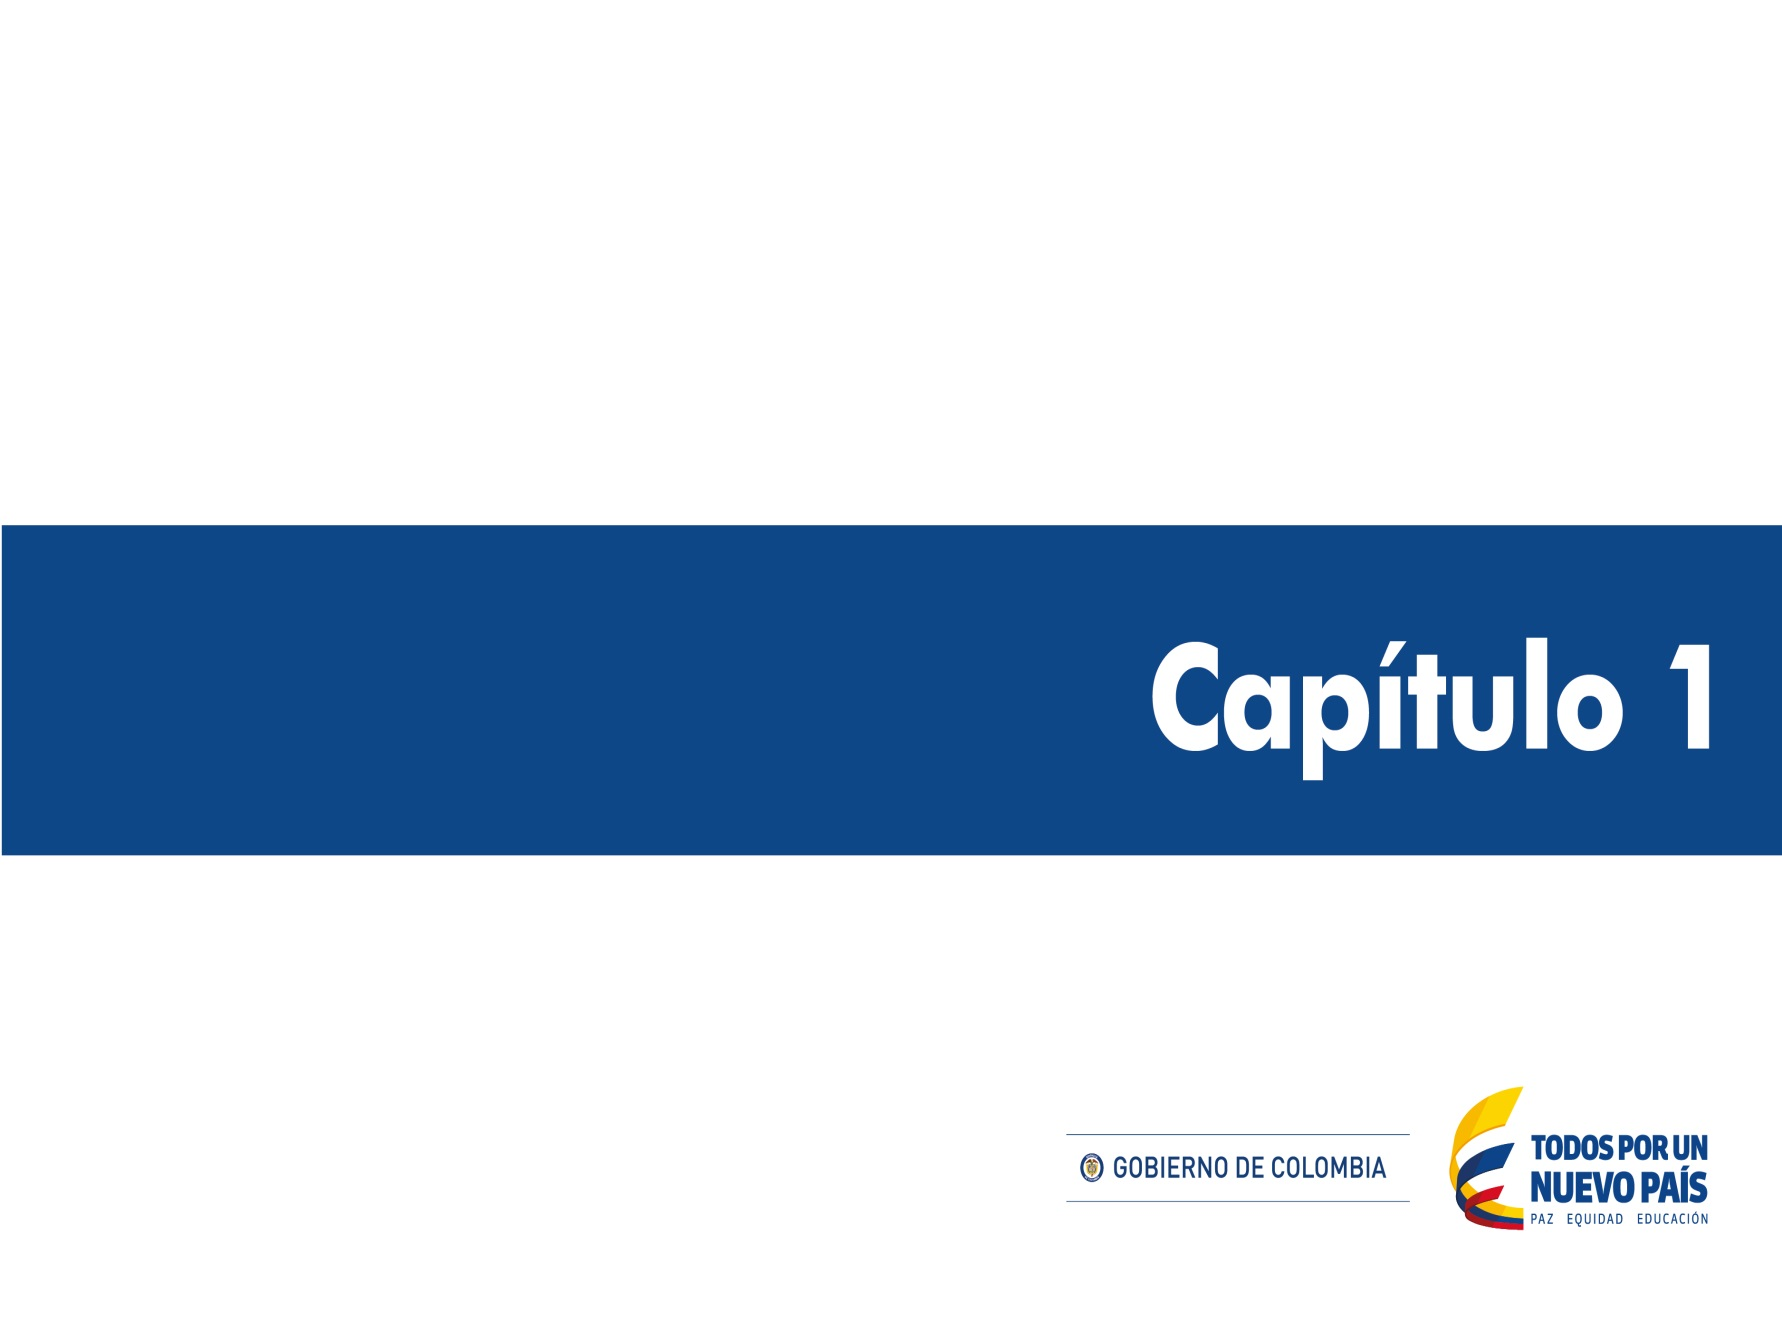 Capítulo 1
GOBIERNO DE COLOMBIA
TODOS POR UN
NUEVO PAÍS
PAZ EQUIDAD EDUCACIÓN